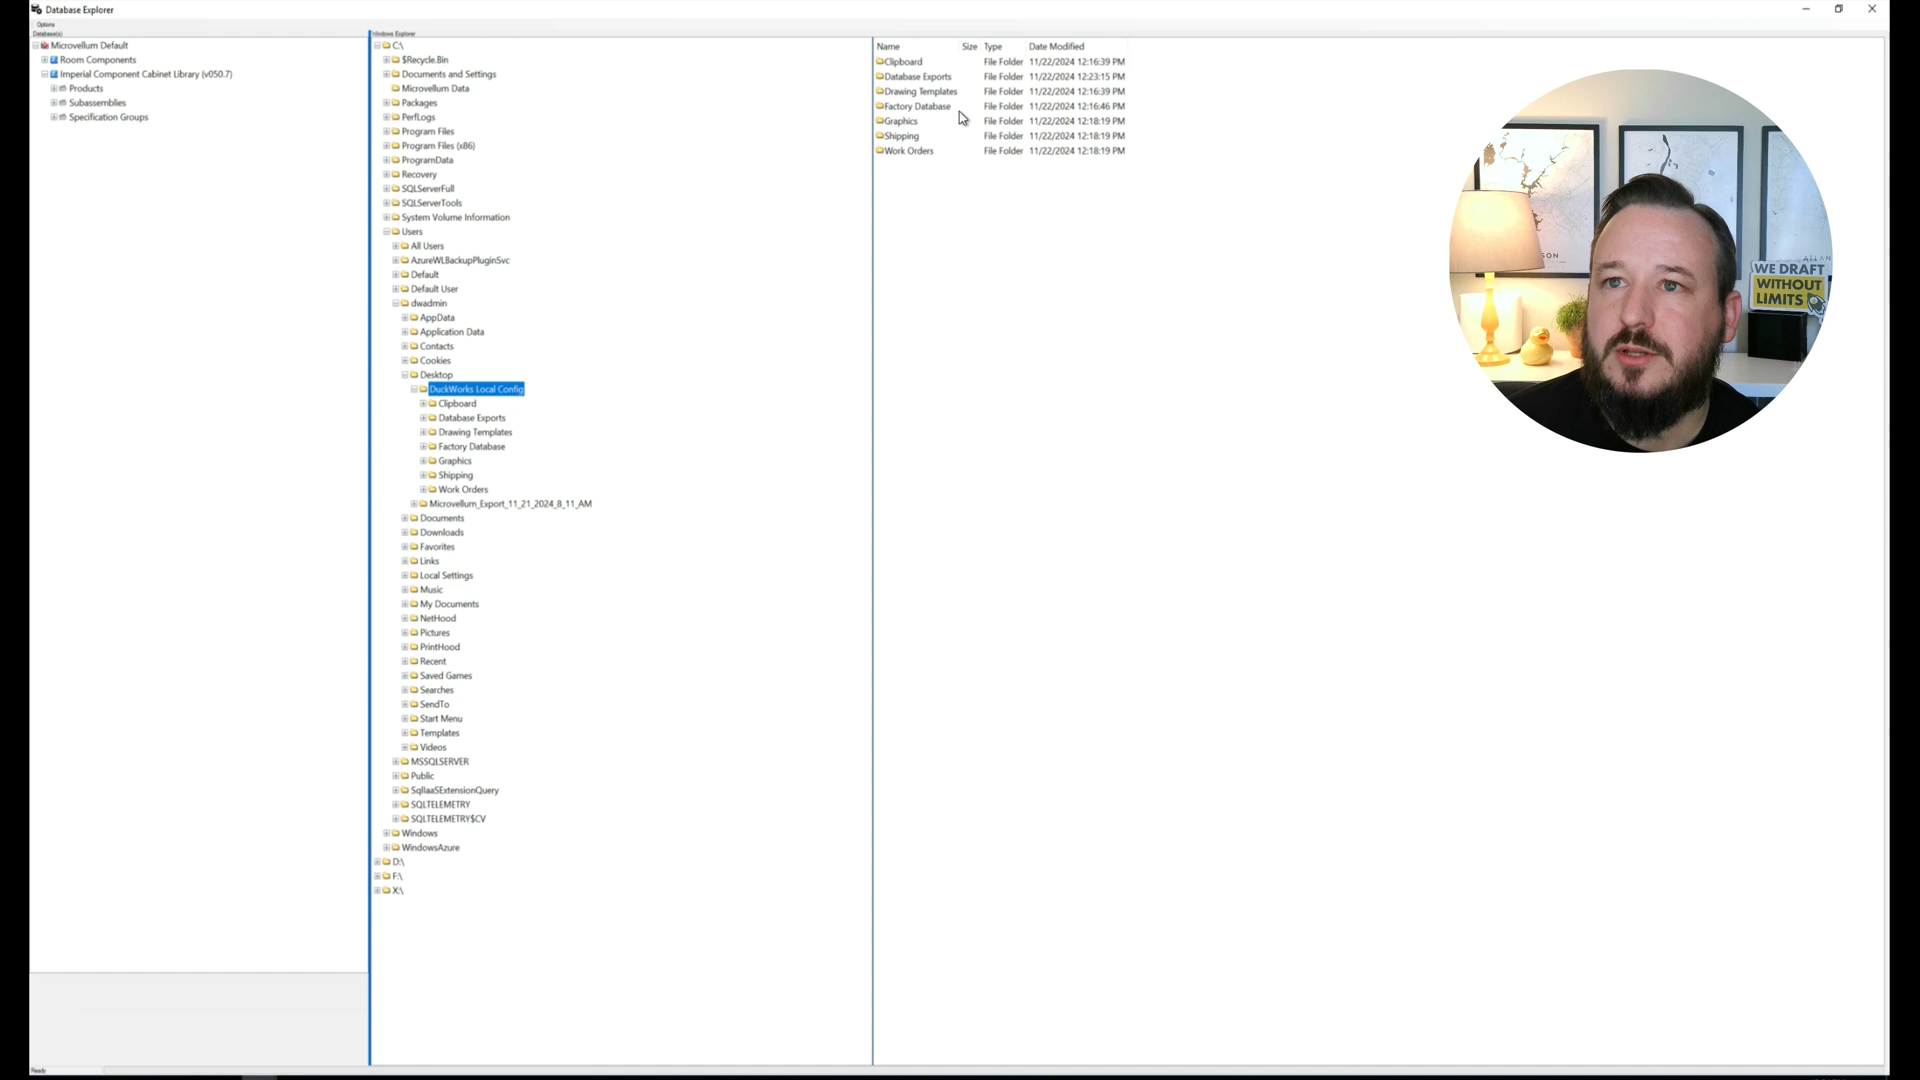 Database Explorer
Options
Database(s)
Microvellum Default
Room Components
Imperial Component Cabinet Library (v050.7)
Products
Subassemblies
Specification Groups
Ready
Windows Explorer
C:\
$Recycle.Bin
Documents and Settings
Microvellum Data
Packages
PerfLogs
Program Files
Program Files (x86)
ProgramData
Recovery
SQLServerFull
SQLServerTools
System Volume Information
Users
All Users
AzureWLBackupPluginSvc
Default
Default User
dwadmin
AppData
Application Data
Contacts
Cookies
Desktop
DuckWorks Local Config
Clipboard
Database Exports
Drawing Templates
Factory Database
Graphics
Shipping
Work Orders
Microvellum_Export_11_21_2024_8_11_AM
Documents
Downloads
Favorites
Links
Local Settings
Music
My Documents
NetHood
Pictures
PrintHood
Recent
Saved Games
Searches
SendTo
Start Menu
Templates
Videos
MSSQLSERVER
Public
SqlIaaSExtensionQuery
SQLTELEMETRY
SQLTELEMETRY$CV
Windows
WindowsAzure
D:\
F:\
X:\
Name Size Type Date Modified
Clipboard File Folder 11/22/2024 12:16:39 PM
Database Exports File Folder 11/22/2024 12:23:15 PM
Drawing Templates File Folder 11/22/2024 12:16:39 PM
Factory Database File Folder 11/22/2024 12:16:46 PM
Graphics File Folder 11/22/2024 12:18:19 PM
Shipping File Folder 11/22/2024 12:18:19 PM
Work Orders File Folder 11/22/2024 12:18:19 PM
SON
ATLAN
WE DRAFT
WITHOUT
LIMITS